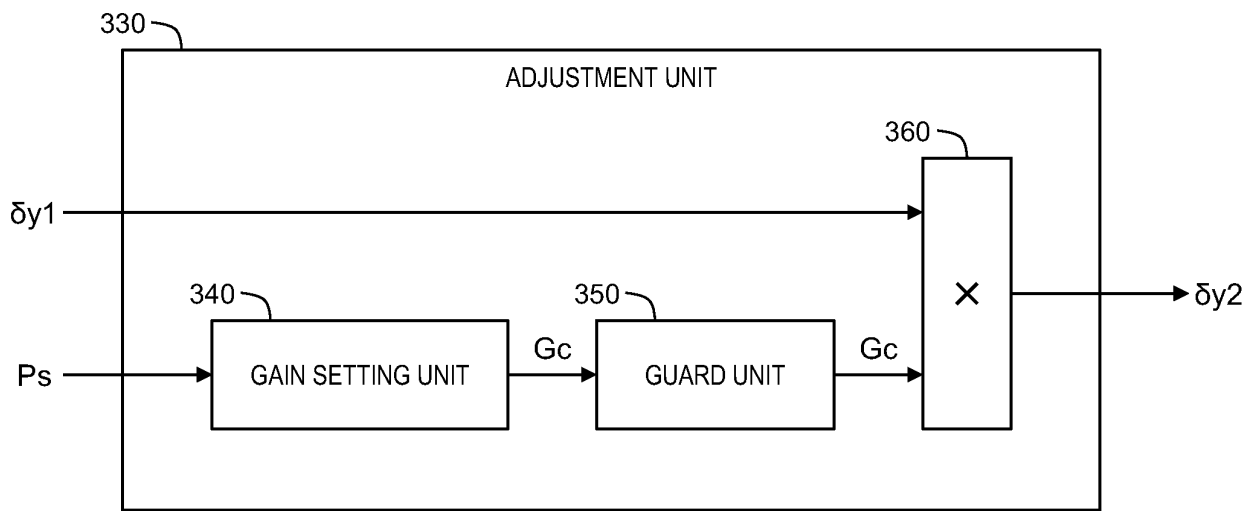 330
ADJUSTMENT UNIT
360
δy1
340
350
×
δy2
Ps
GAIN SETTING UNIT
Gc
GUARD UNIT
Gc